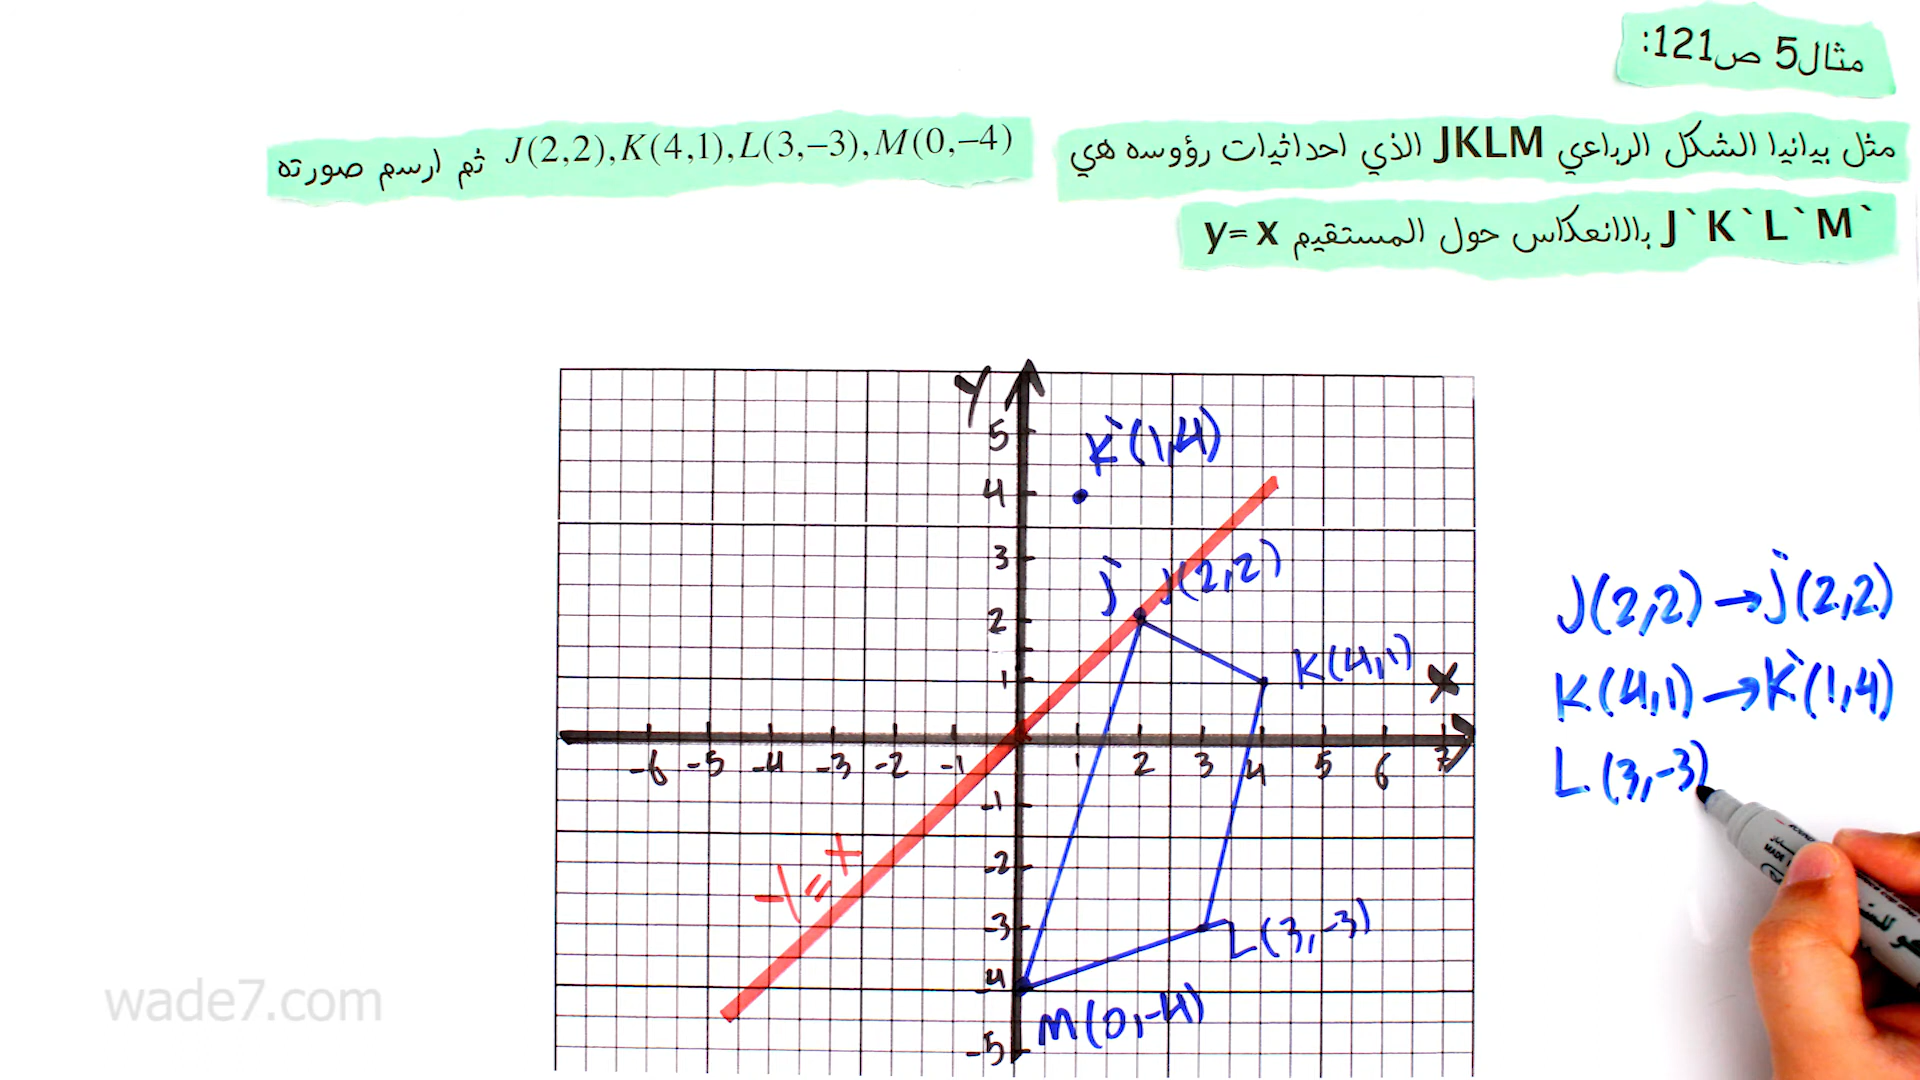 مثال5 ص121:
مثل بيانيا الشكل الرباعي JKLM الذي احداثيات رؤوسه هي J(2,2),K(4,1),L(3,−3),M(0,−4) ثم ارسم صورته
J`K`L`M` بالانعكاس حول المستقيم y= x
Y
5
K`(1,4)
4
3
J` J(2,2)
2
K(4,1)
1
X
-6 -5 -4 -3 -2 -1 1 2 3 4 5 6 7
-1
y=x
-2
-3
L(3,-3)
-4
M(0,-4)
-5
J(2,2)→J`(2,2)
K(4,1)→K`(1,4)
L(3,-3)
wade7.com